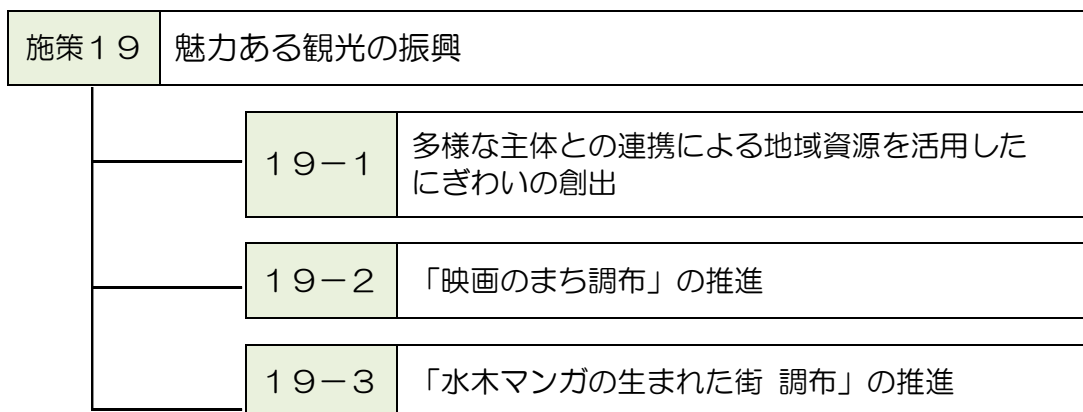 施策１９ 魅力ある観光の振興
１９－１ 多様な主体との連携による地域資源を活用した
にぎわいの創出
１９－２ 「映画のまち調布」の推進
１９－３ 「水木マンガの生まれた街 調布」の推進